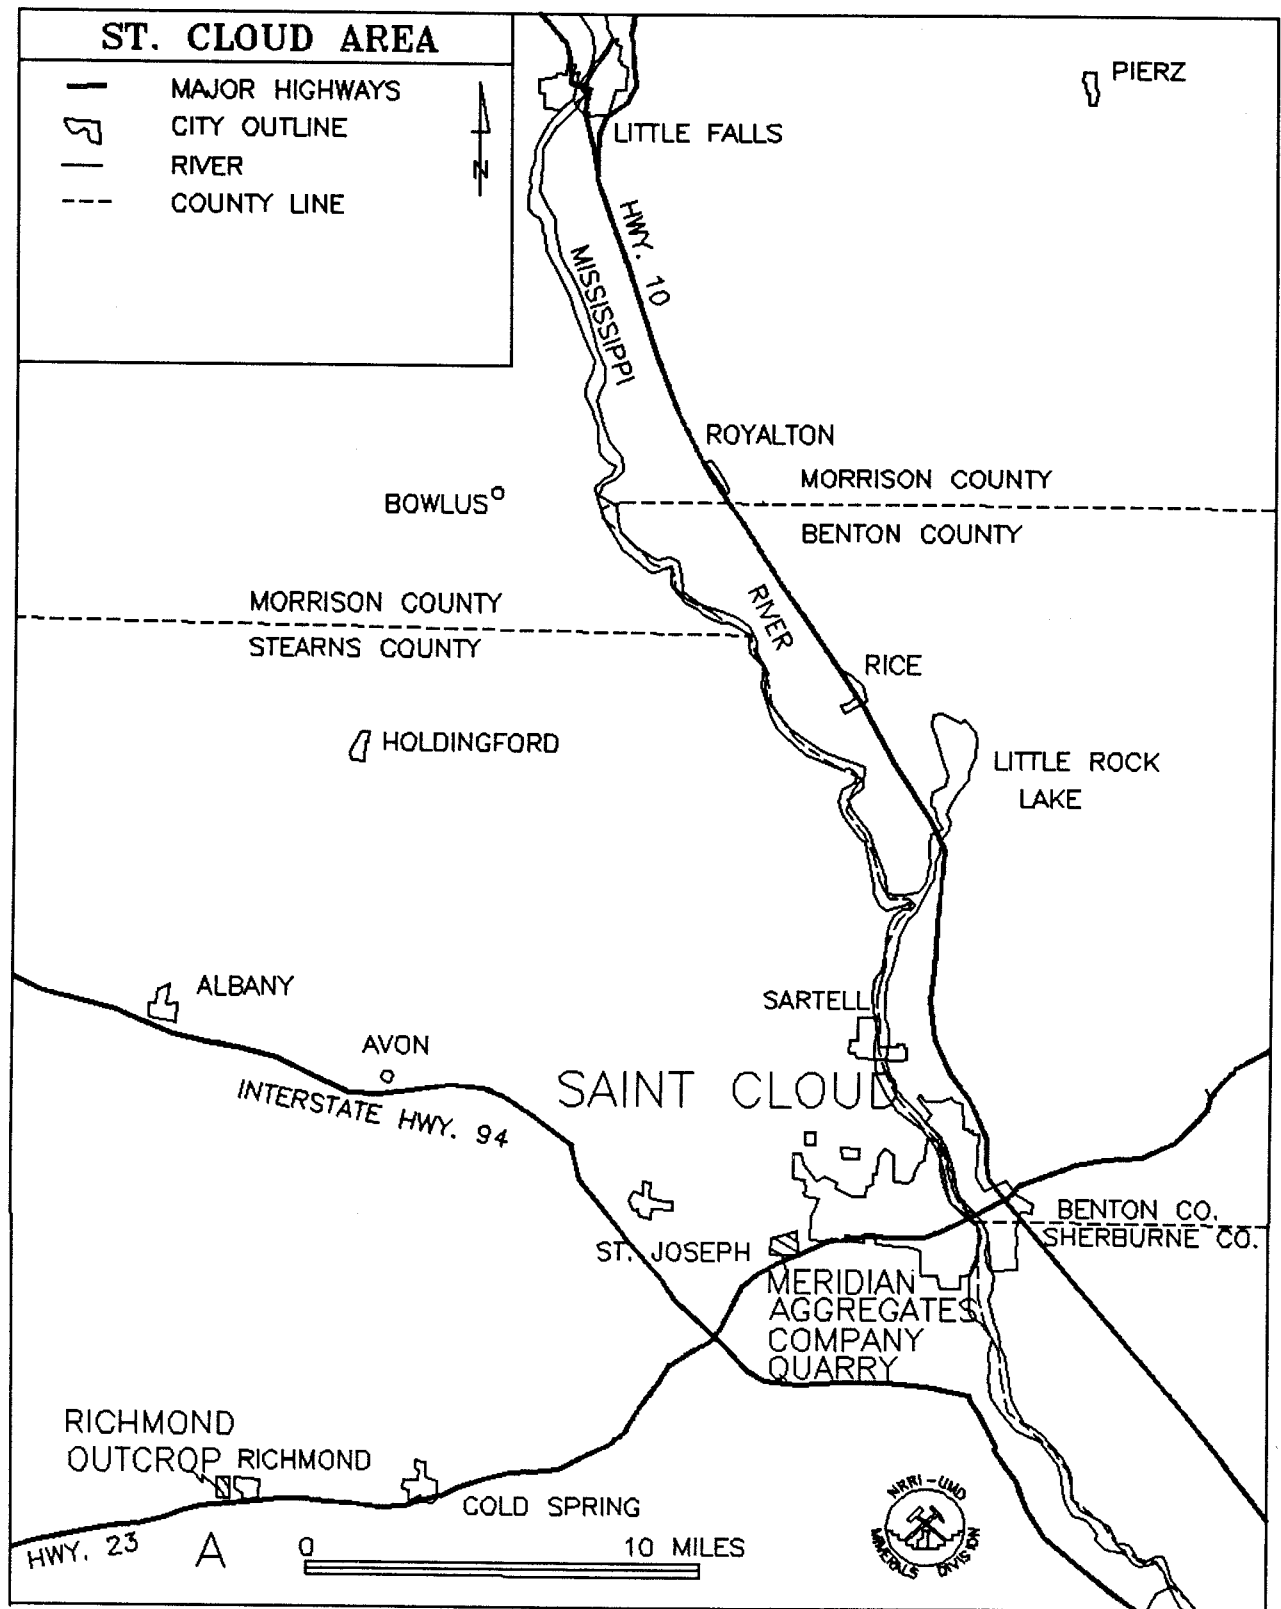 ST. CLOUD AREA
MAJOR HIGHWAYS
CITY OUTLINE
RIVER
COUNTY LINE
N
PIERZ
LITTLE FALLS
HWY. 10
MISSISSIPPI
ROYALTON
MORRISON COUNTY
BOWLUS
BENTON COUNTY
MORRISON COUNTY
STEARNS COUNTY
RIVER
RICE
HOLDINGFORD
LITTLE ROCK
LAKE
ALBANY
SARTELL
AVON
SAINT CLOUD
INTERSTATE HWY. 94
BENTON CO.
SHERBURNE CO.
ST. JOSEPH
MERIDIAN
AGGREGATES
COMPANY
QUARRY
RICHMOND
OUTCROP
RICHMOND
COLD SPRING
HWY. 23
A
0
10 MILES
NRRI-UMD
MINERALS DIVISION